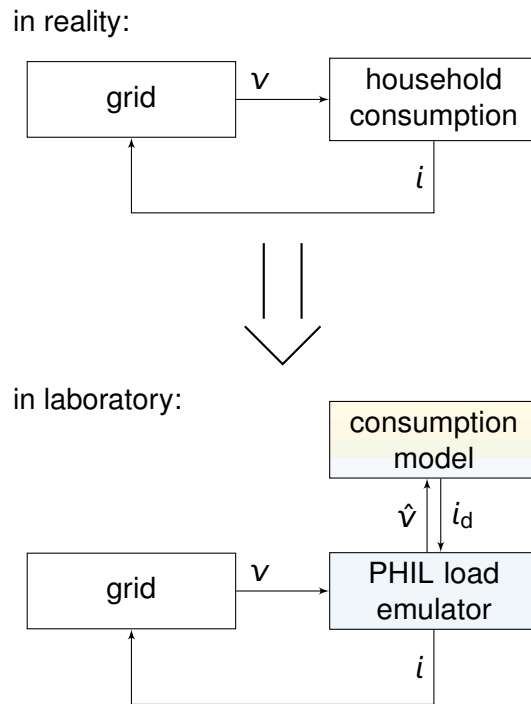 in reality:
grid
v
household
consumption
i
in laboratory:
consumption
model
v̂
i_d
grid
v
PHIL load
emulator
i